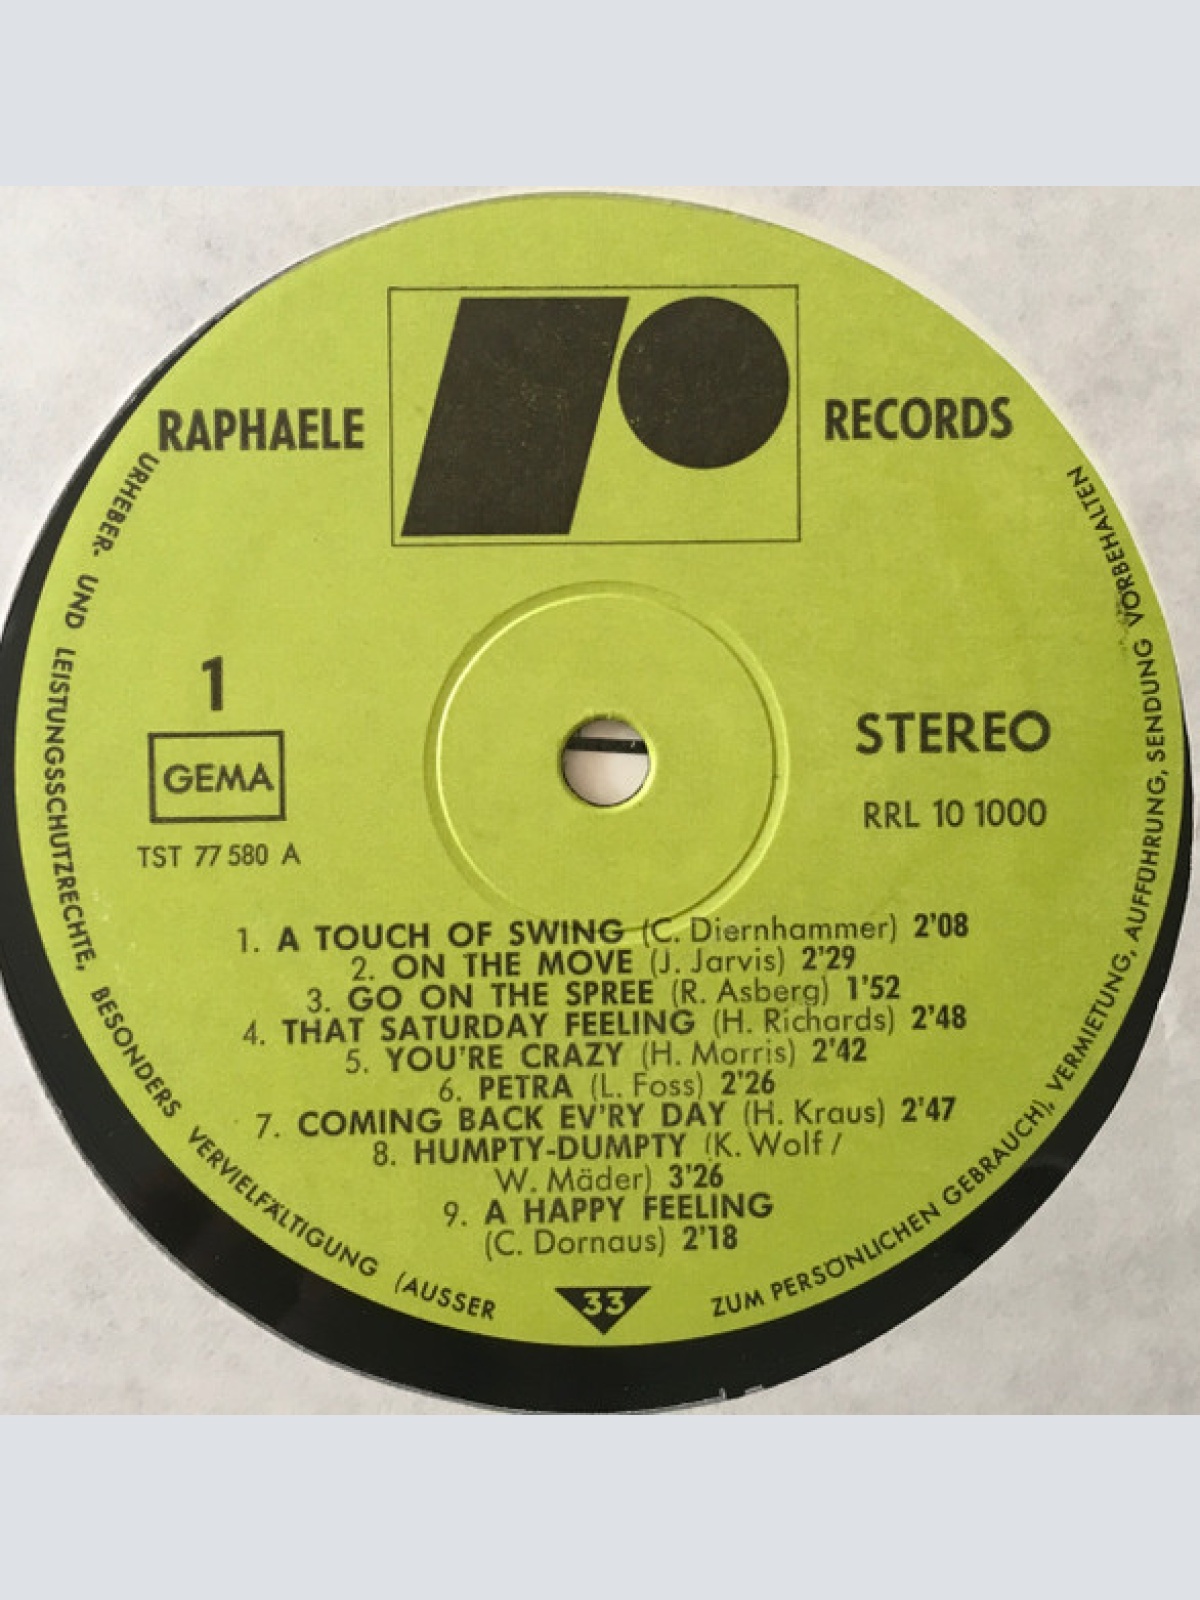 RAPHAELE RECORDS
1
GEMA
TST 77 580 A
STEREO
RRL 10 1000
1. A TOUCH OF SWING (C. Diernhammer) 2'08
2. ON THE MOVE (J. Jarvis) 2'29
3. GO ON THE SPREE (R. Asberg) 1'52
4. THAT SATURDAY FEELING (H. Richards) 2'48
5. YOU'RE CRAZY (H. Morris) 2'42
6. PETRA (L. Foss) 2'26
7. COMING BACK EV'RY DAY (H. Kraus) 2'47
8. HUMPTY-DUMPTY (K. Wolf /
W. Mäder) 3'26
9. A HAPPY FEELING
(C. Dornaus) 2'18
33
URHEBER- UND LEISTUNGSSCHUTZRECHTE, BESONDERS VERVIELFÄLTIGUNG (AUSSER ZUM PERSÖNLICHEN GEBRAUCH), VERMIETUNG, AUFFÜHRUNG, SENDUNG VORBEHALTEN